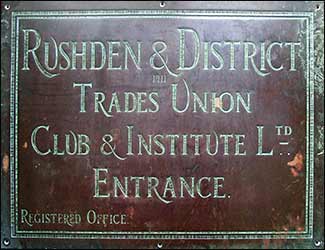 RUSHDEN & DISTRICT
TRADES UNION
CLUB & INSTITUTE LTD
ENTRANCE.
REGISTERED OFFICE.